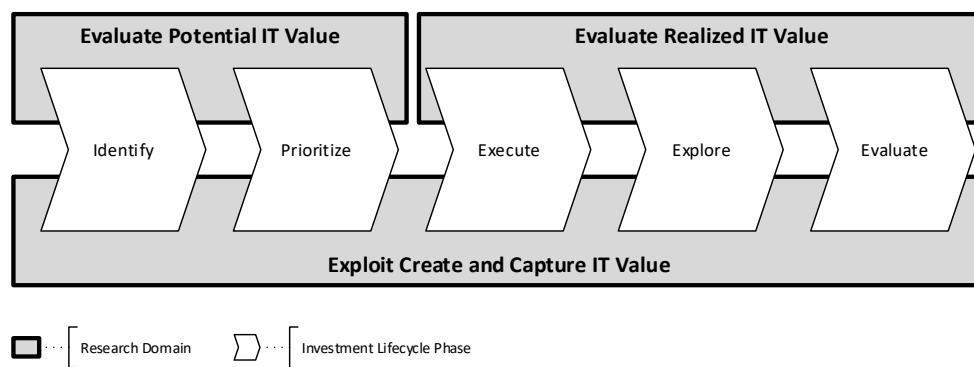 Evaluate Potential IT Value
Evaluate Realized IT Value
Identify
Prioritize
Execute
Explore
Evaluate
Exploit Create and Capture IT Value
Research Domain
Investment Lifecycle Phase